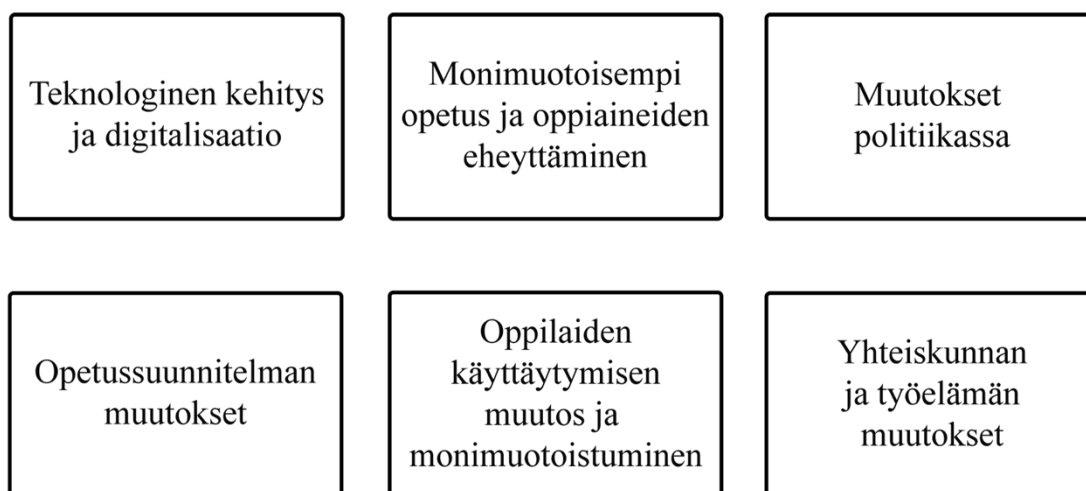 Teknologinen kehitys
ja digitalisaatio
Monimuotoisempi
opetus ja oppiaineiden
eheyttäminen
Muutokset
politiikassa
Opetussuunnitelman
muutokset
Oppilaiden
käyttäytymisen
muutos ja
monimuotoistuminen
Yhteiskunnan
ja työelämän
muutokset